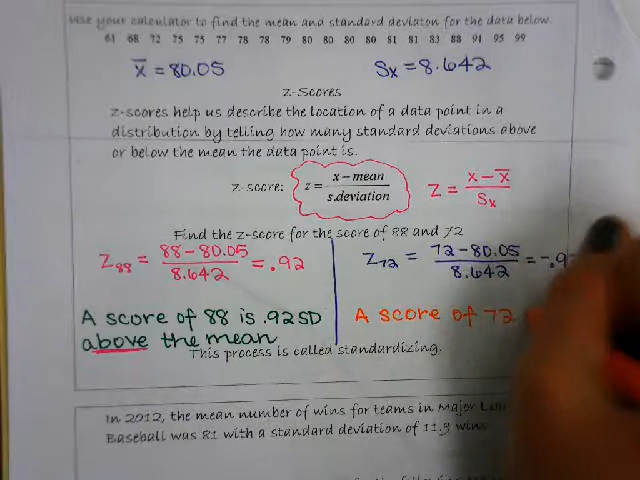 use your calculator to find the mean and standard deviaton for the data below.
61 68 72 75 75 77 78 78 79 80 80 80 80 81 81 83 88 91 95 99
x̅ = 80.05 Sx = 8.642
z-Scores
z-scores help us describe the location of a data point in a
distribution by telling how many standard deviations above
or below the mean the data point is.
z-score: z = x − mean / s.deviation z = x − x̅ / Sx
Find the z-score for the score of 88 and 72
Z88 = 88 − 80.05 / 8.642 = .92
Z72 = 72 − 80.05 / 8.642 = -.9
A score of 88 is .92SD
above the mean
A score of 72
This process is called standardizing.
In 2012, the mean number of wins for teams in Major
Baseball was 81 with a standard deviation of 11.9 wins